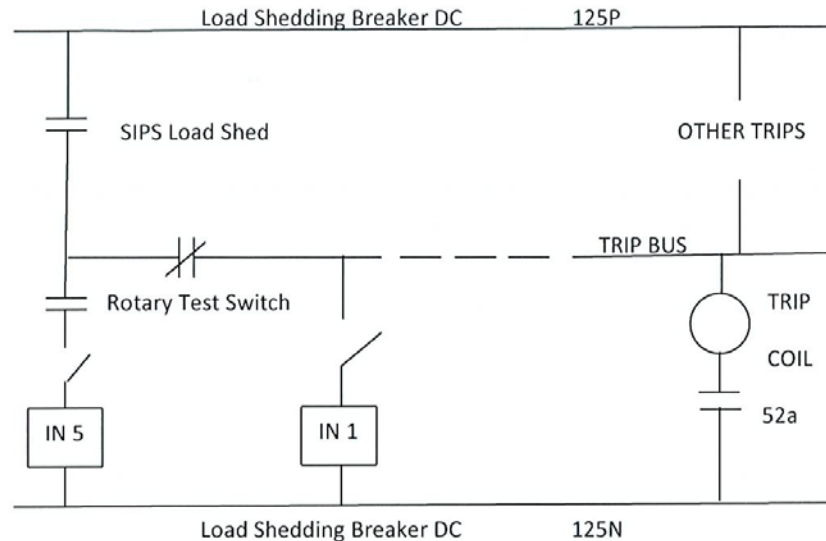 Load Shedding Breaker DC 125P
SIPS Load Shed
OTHER TRIPS
TRIP BUS
Rotary Test Switch
TRIP
COIL
IN 5
IN 1
52a
Load Shedding Breaker DC 125N